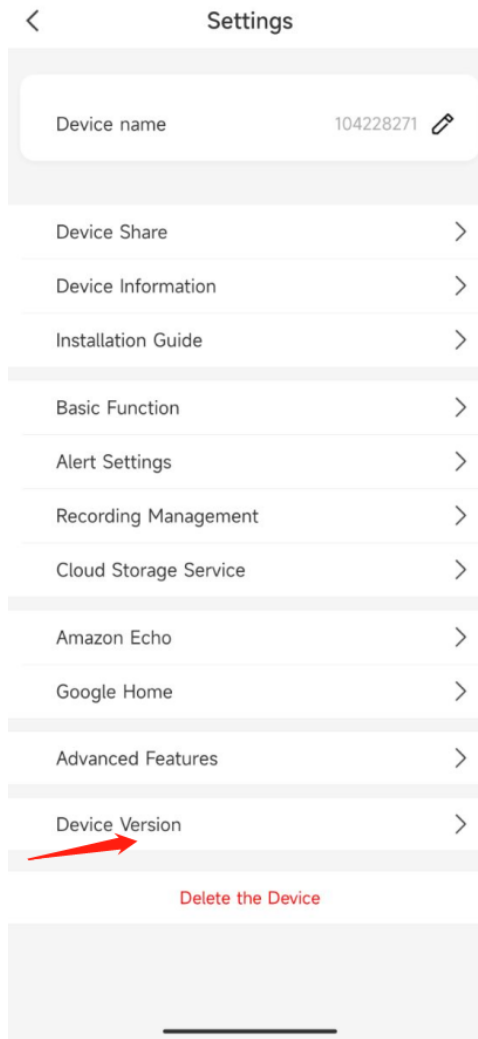 Settings
Device name 104228271
Device Share
Device Information
Installation Guide
Basic Function
Alert Settings
Recording Management
Cloud Storage Service
Amazon Echo
Google Home
Advanced Features
Device Version
Delete the Device